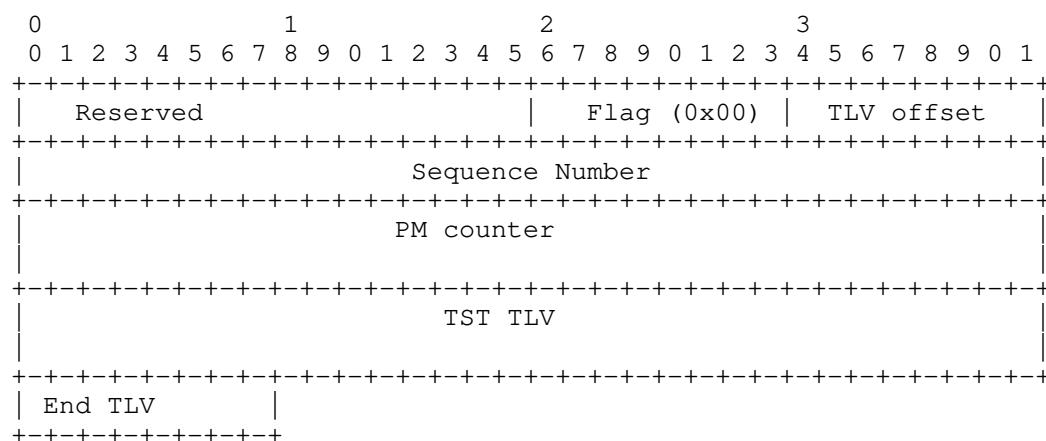 0                   1                   2                   3
0 1 2 3 4 5 6 7 8 9 0 1 2 3 4 5 6 7 8 9 0 1 2 3 4 5 6 7 8 9 0 1
+-+-+-+-+-+-+-+-+-+-+-+-+-+-+-+-+-+-+-+-+-+-+-+-+-+-+-+-+-+-+-+-+
|   Reserved                    |   Flag (0x00) |  TLV offset   |
+-+-+-+-+-+-+-+-+-+-+-+-+-+-+-+-+-+-+-+-+-+-+-+-+-+-+-+-+-+-+-+-+
|                        Sequence Number                        |
+-+-+-+-+-+-+-+-+-+-+-+-+-+-+-+-+-+-+-+-+-+-+-+-+-+-+-+-+-+-+-+-+
|                       PM counter                              |
|                                                               |
+-+-+-+-+-+-+-+-+-+-+-+-+-+-+-+-+-+-+-+-+-+-+-+-+-+-+-+-+-+-+-+-+
|                          TST TLV                              |
|                                                               |
+-+-+-+-+-+-+-+-+-+-+-+-+-+-+-+-+-+-+-+-+-+-+-+-+-+-+-+-+-+-+-+-+
| End TLV       |
+-+-+-+-+-+-+-+-+